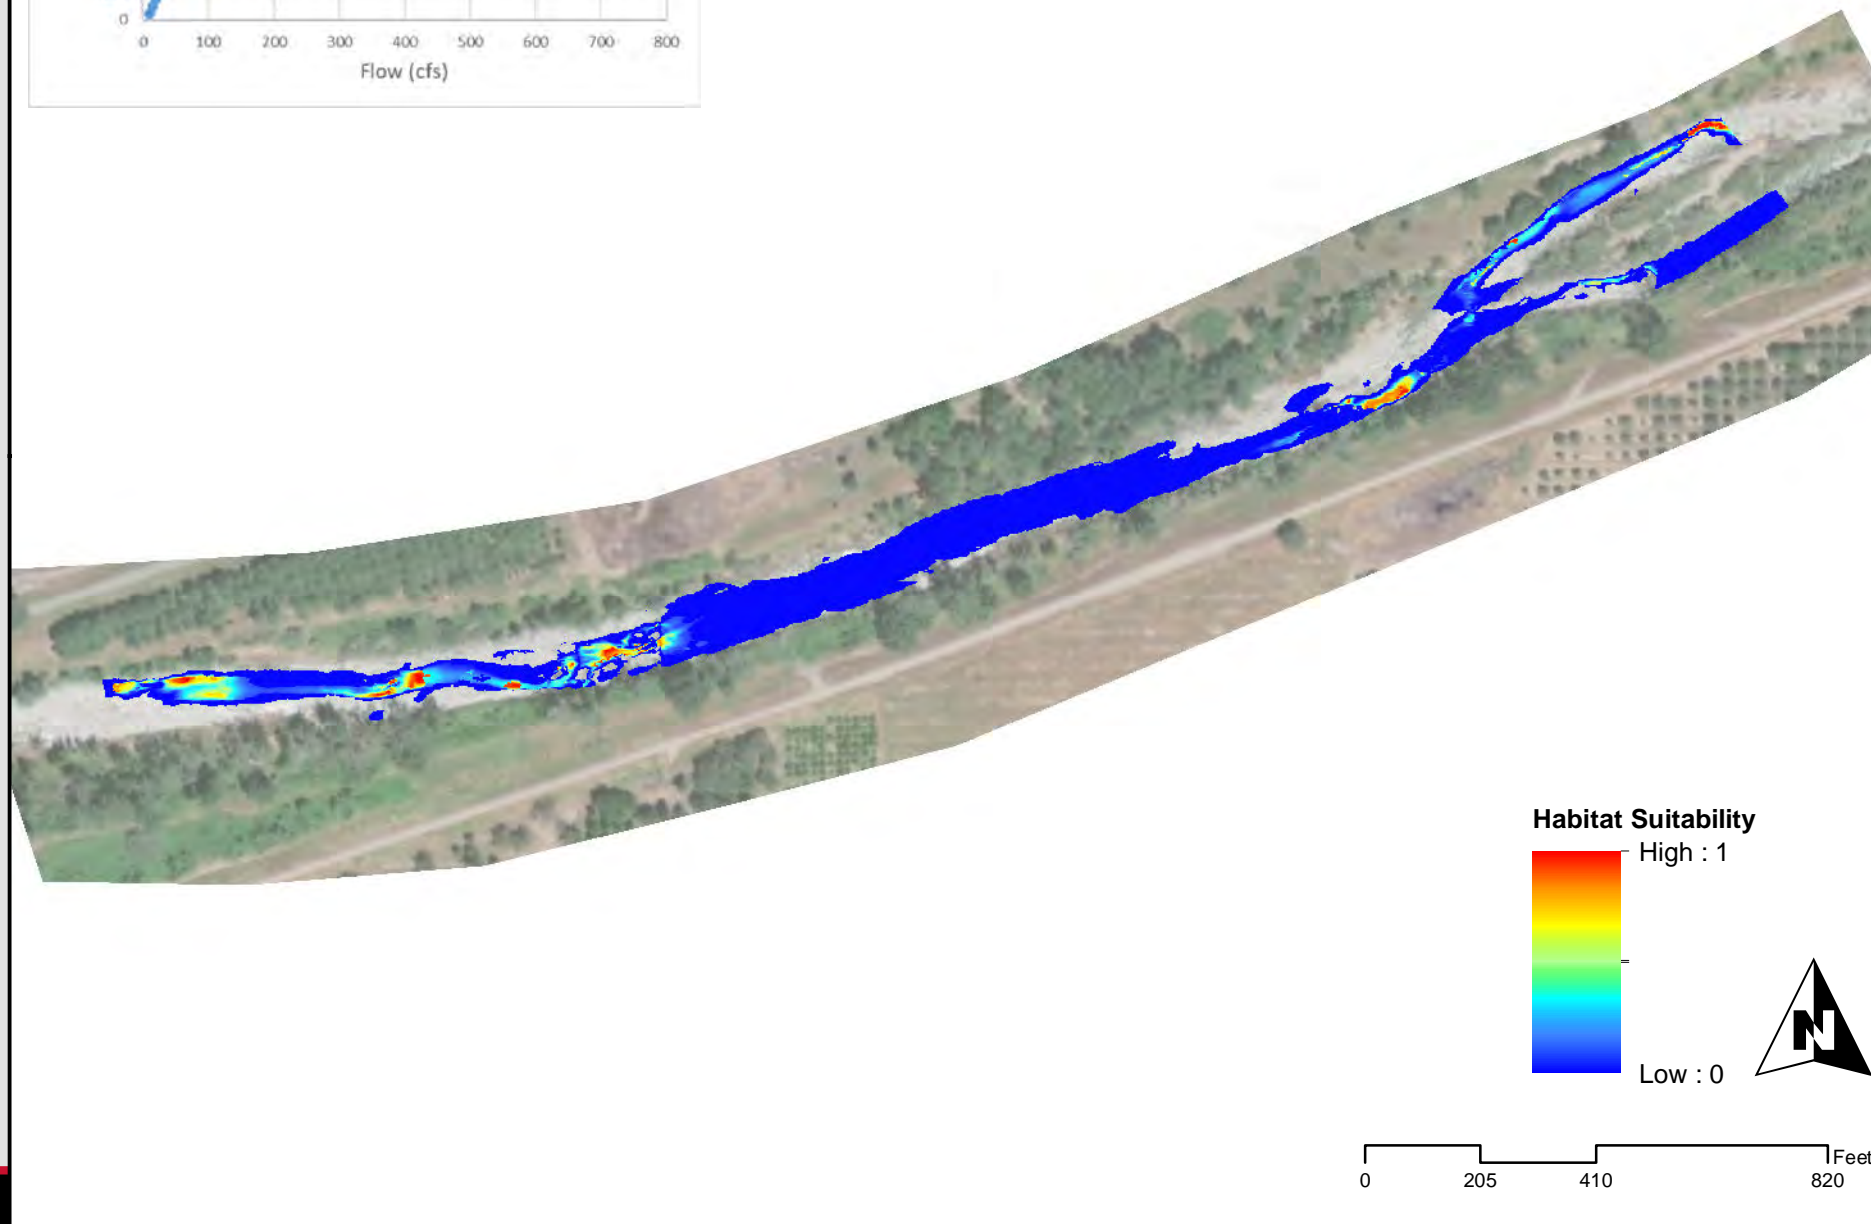 0
0 100 200 300 400 500 600 700 800
Flow (cfs)
Habitat Suitability
High : 1
Low : 0
N
Feet
0 205 410 820